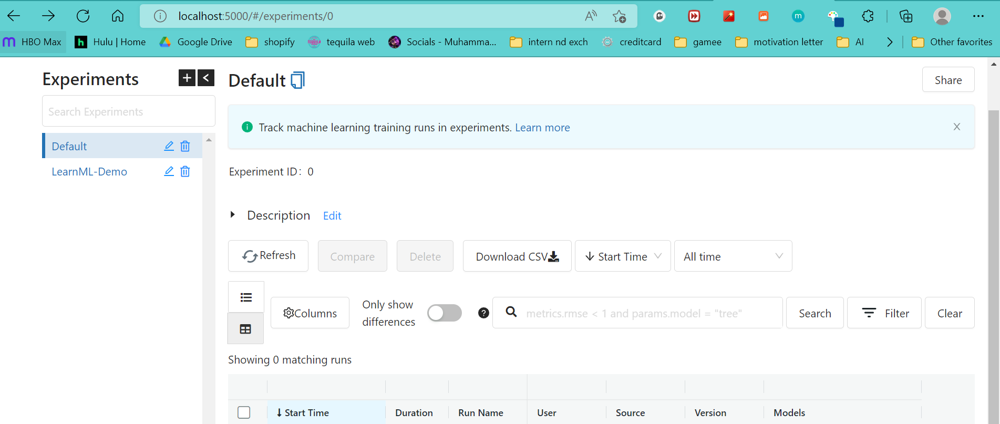 localhost:5000/#/experiments/0
HBO Max
Hulu | Home
Google Drive
shopify
tequila web
Socials - Muhamma...
intern nd exch
creditcard
gamee
motivation letter
AI
Other favorites
Experiments
Default
Share
Search Experiments
Track machine learning training runs in experiments. Learn more
Default
LearnML-Demo
Experiment ID: 0
Description Edit
Refresh
Compare
Delete
Download CSV
Start Time
All time
Columns
Only show
differences
metrics.rmse < 1 and params.model = "tree"
Search
Filter
Clear
Showing 0 matching runs
Start Time
Duration
Run Name
User
Source
Version
Models